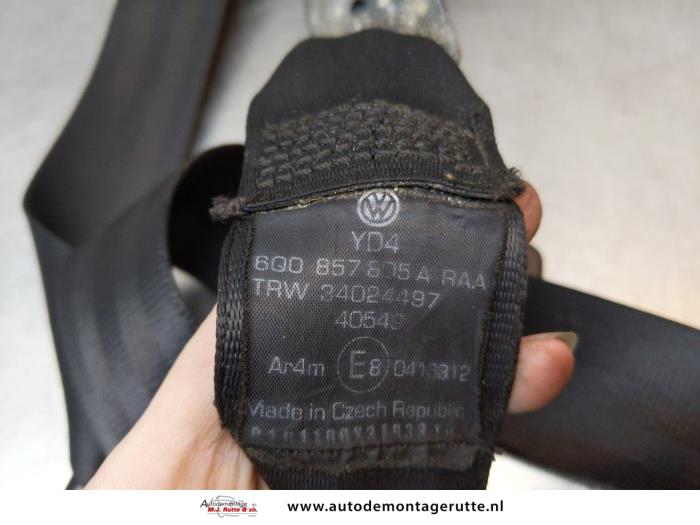 YD4
6Q0 857 805 A RAA
TRW 34024497
40549
Ar4m E8 0416312
Made in Czech Republic
Autodemontage
M.J. Rutte & zn.
www.autodemontagerutte.nl